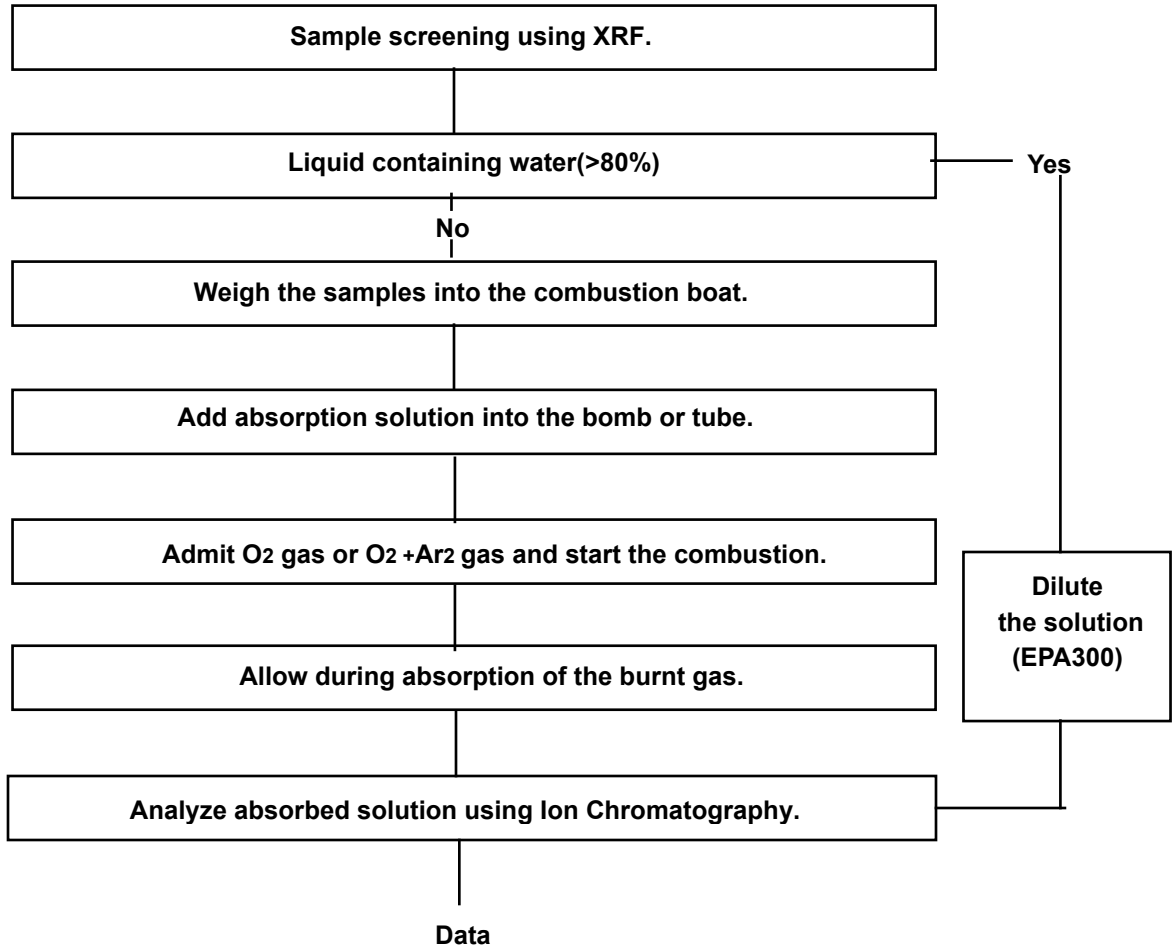 Sample screening using XRF.
Liquid containing water(>80%)
Yes
No
Weigh the samples into the combustion boat.
Add absorption solution into the bomb or tube.
Admit O2 gas or O2 +Ar2 gas and start the combustion.
Dilute
the solution
(EPA300)
Allow during absorption of the burnt gas.
Analyze absorbed solution using Ion Chromatography.
Data